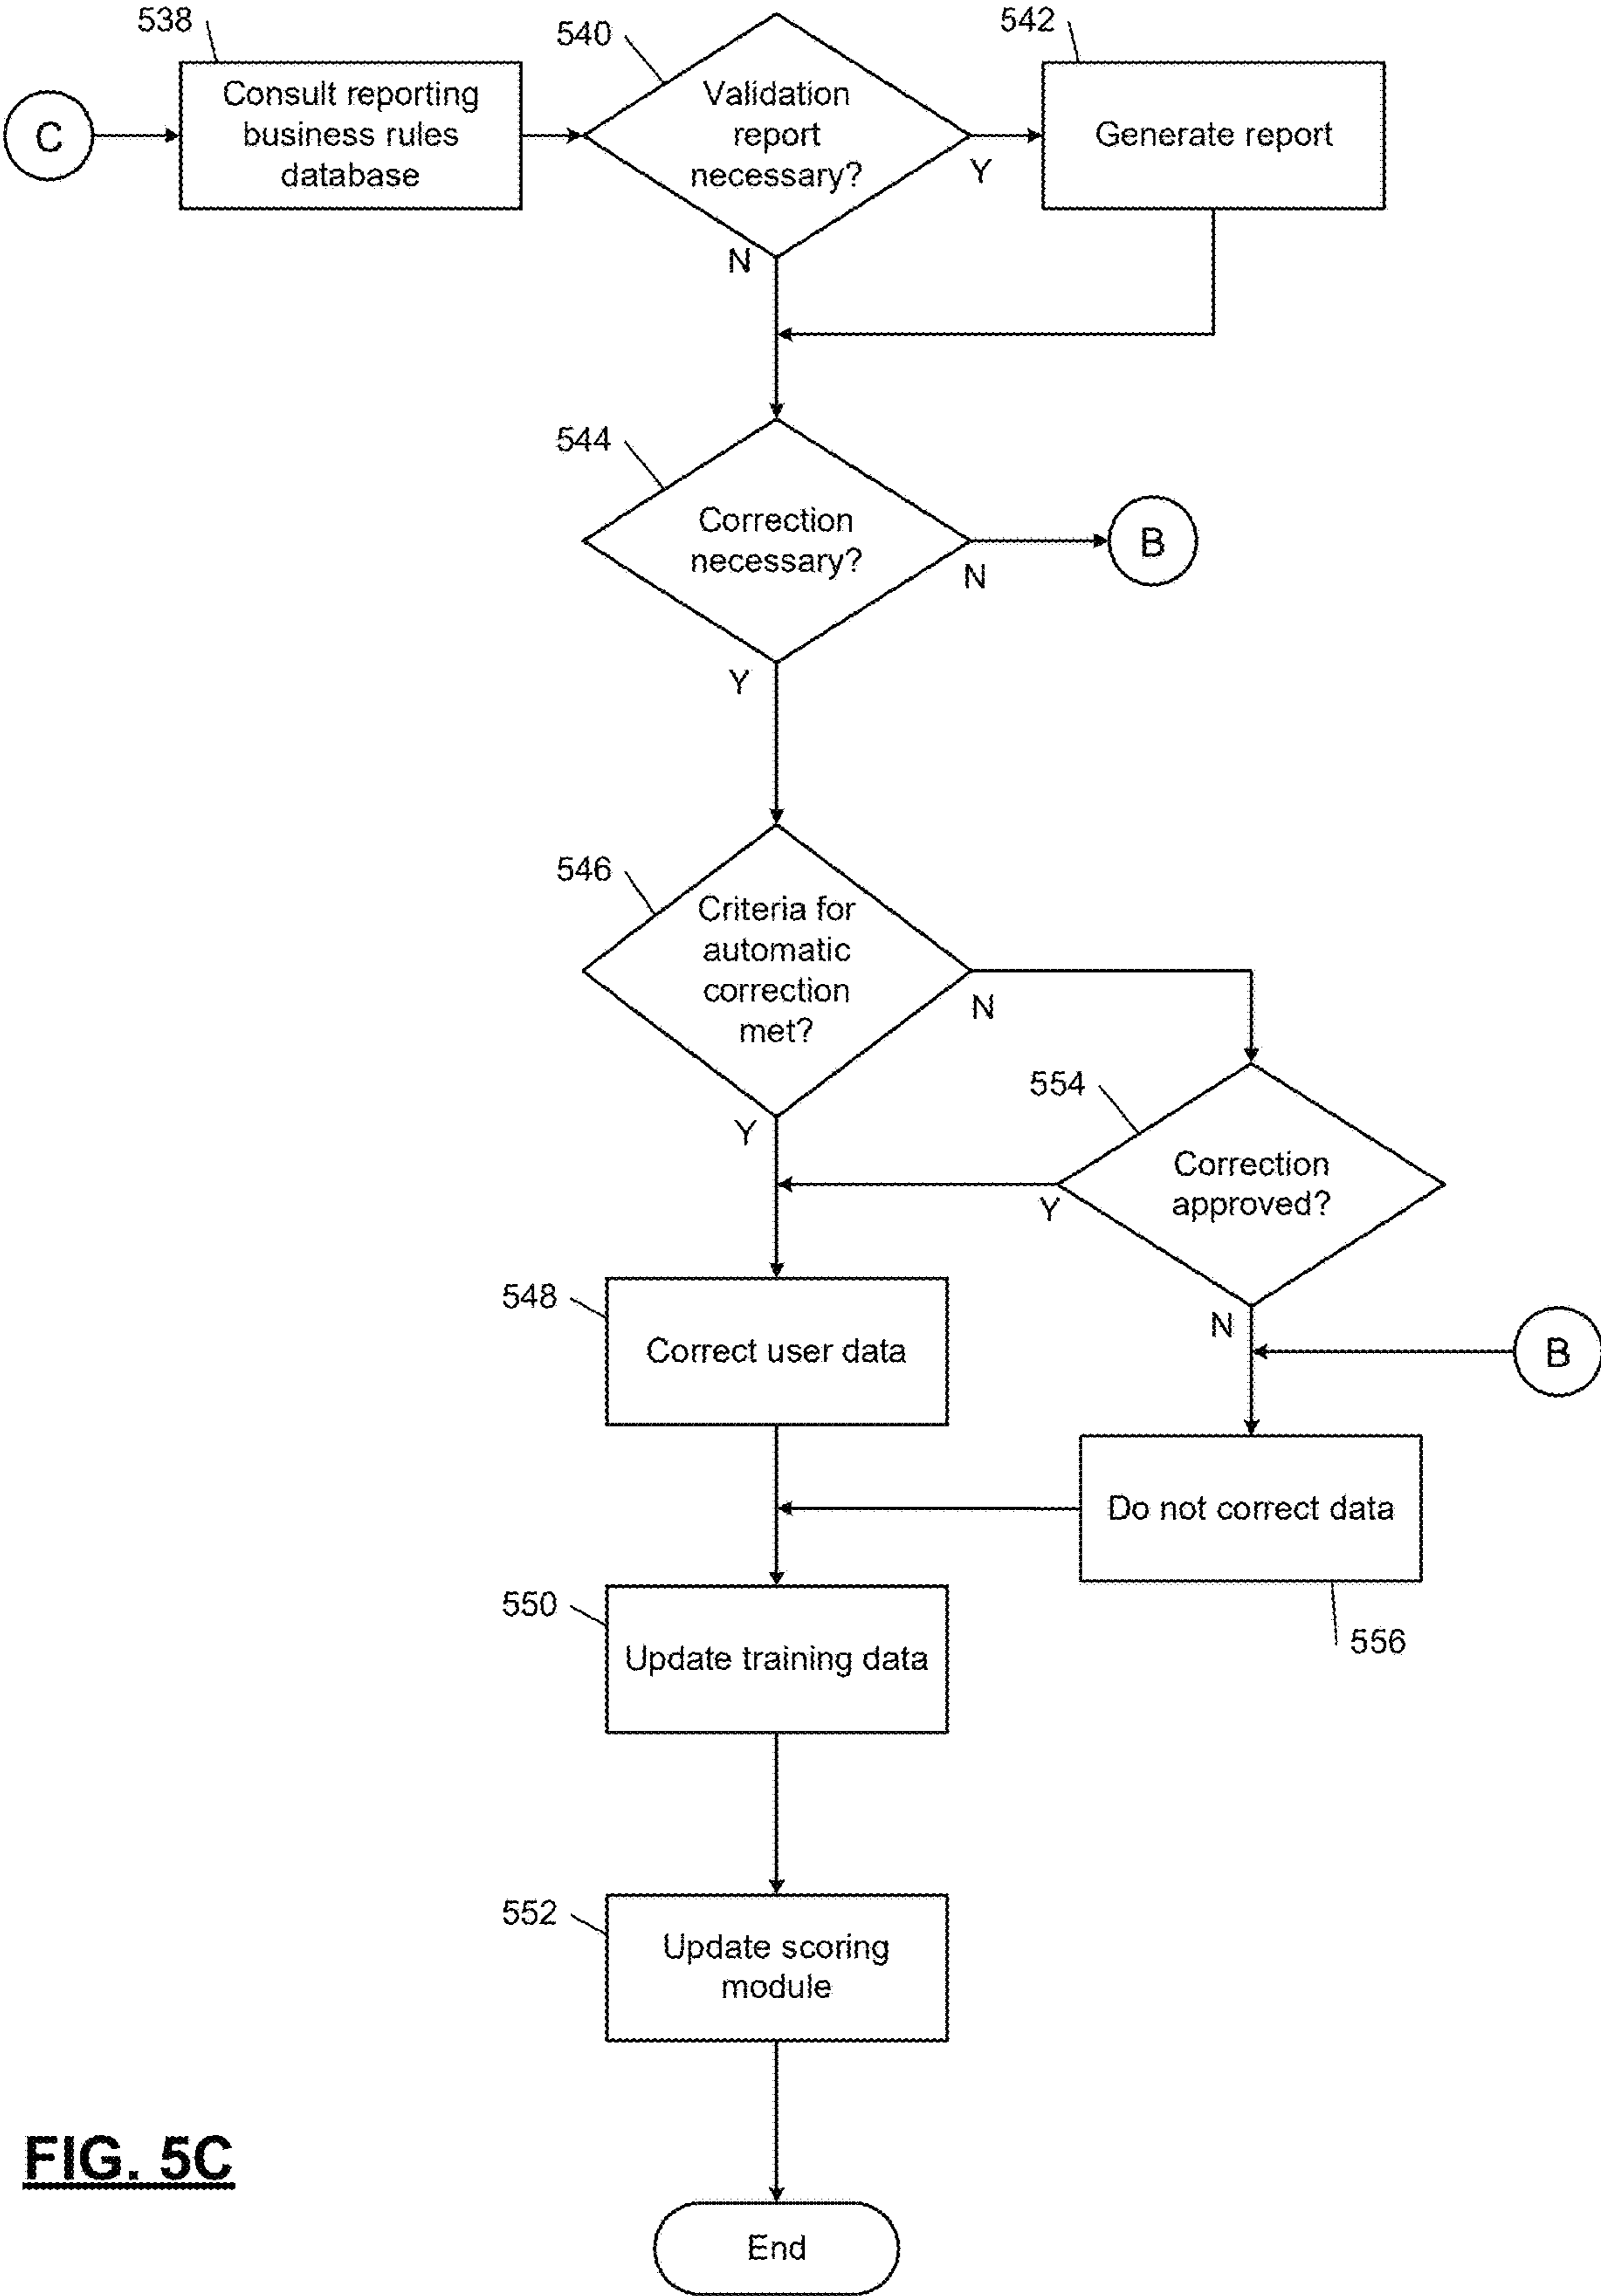 538
540
542
C
Consult reporting
business rules
database
Validation
report
necessary?
Y
Generate report
N
544
Correction
necessary?
N
B
Y
546
Criteria for
automatic
correction
met?
N
Y
554
Correction
approved?
Y
N
548
Correct user data
B
Do not correct data
556
550
Update training data
552
Update scoring
module
FIG. 5C
End